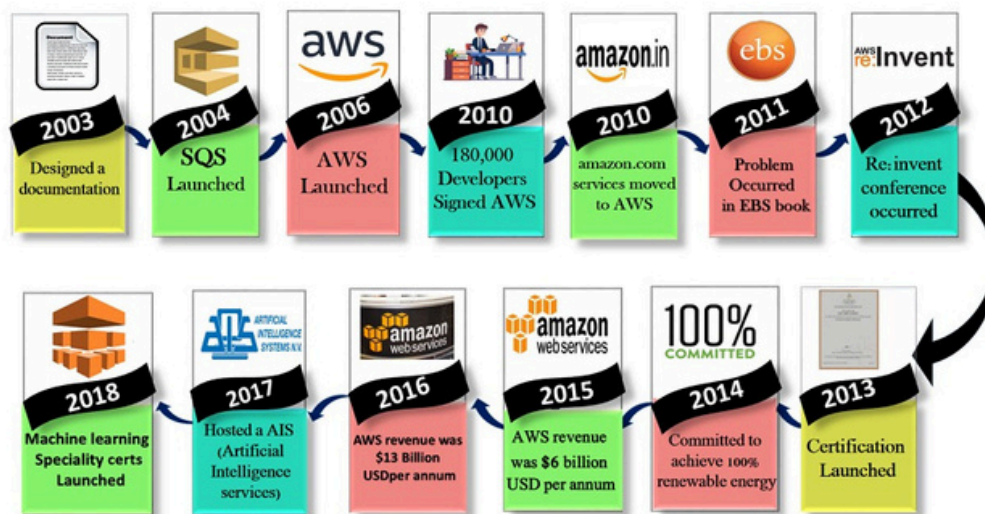 Document
aws
amazon.in
ebs
AWS
re:Invent
2003
2004
2006
2010
2010
2011
2012
Designed a
documentation
SQS
Launched
AWS
Launched
180,000
Developers
Signed AWS
amazon.com
services moved
to AWS
Problem
Occurred
in EBS book
Re: invent
conference
occurred
ARTIFICIAL
INTELLIGENCE
SYSTEMS N.V.
amazon
webservices
amazon
webservices
100%
COMMITTED
2018
2017
2016
2015
2014
2013
Machine learning
Speciality certs
Launched
Hosted a AIS
(Artificial
Intelligence
services)
AWS revenue was
$13 Billion
USDper annum
AWS revenue
was $6 billion
USD per annum
Committed to
achieve 100%
renewable energy
Certification
Launched